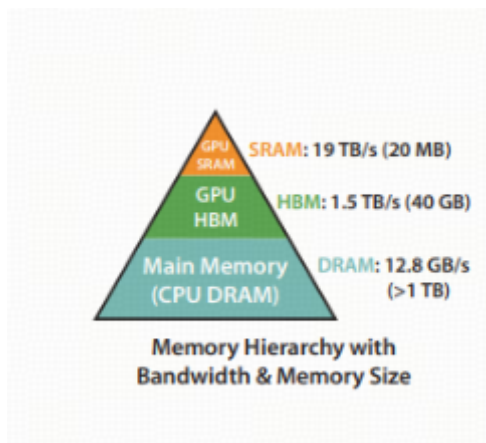 GPU
SRAM
SRAM: 19 TB/s (20 MB)
GPU
HBM
HBM: 1.5 TB/s (40 GB)
Main Memory
(CPU DRAM)
DRAM: 12.8 GB/s
(>1 TB)
Memory Hierarchy with
Bandwidth & Memory Size